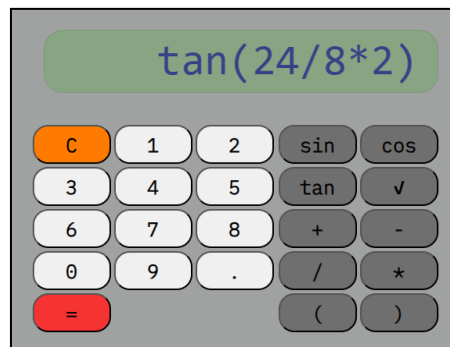 tan(24/8*2)
C 1 2 sin cos
3 4 5 tan √
6 7 8 + -
0 9 . / *
= ( )